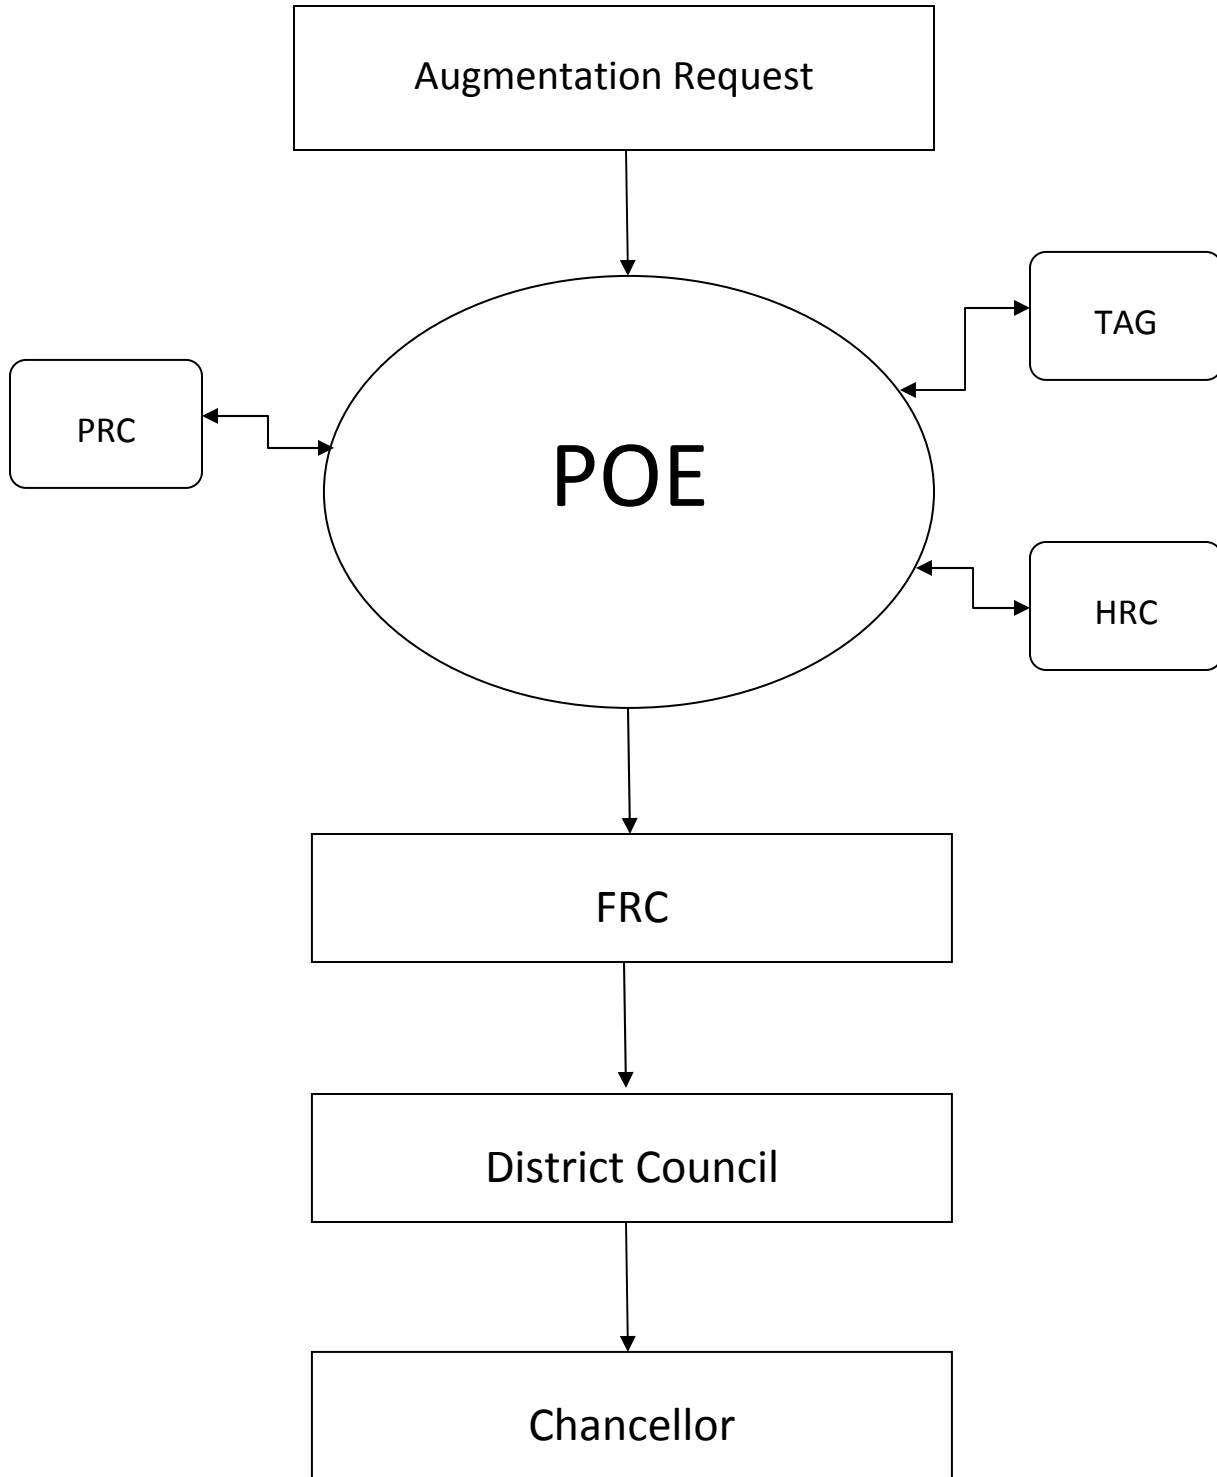 Augmentation Request
TAG
PRC
POE
HRC
FRC
District Council
Chancellor